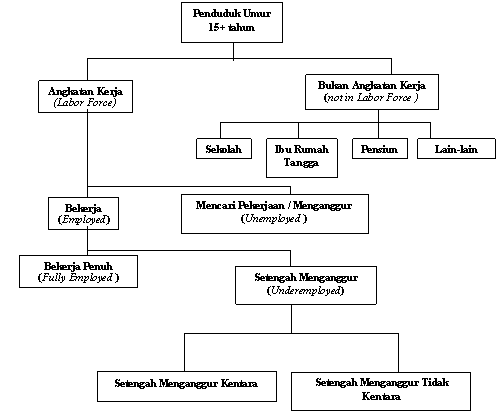 Penduduk Umur
15+ tahun
Angkatan Kerja
(Labor Force)
Bukan Angkatan Kerja
(not in Labor Force )
Sekolah
Ibu Rumah
Tangga
Pensiun
Lain-lain
Bekerja
(Employed)
Mencari Pekerjaan / Menganggur
(Unemployed )
Bekerja Penuh
(Fully Employed )
Setengah Menganggur
(Underemployed)
Setengah Menganggur Kentara
Setengah Menganggur Tidak
Kentara